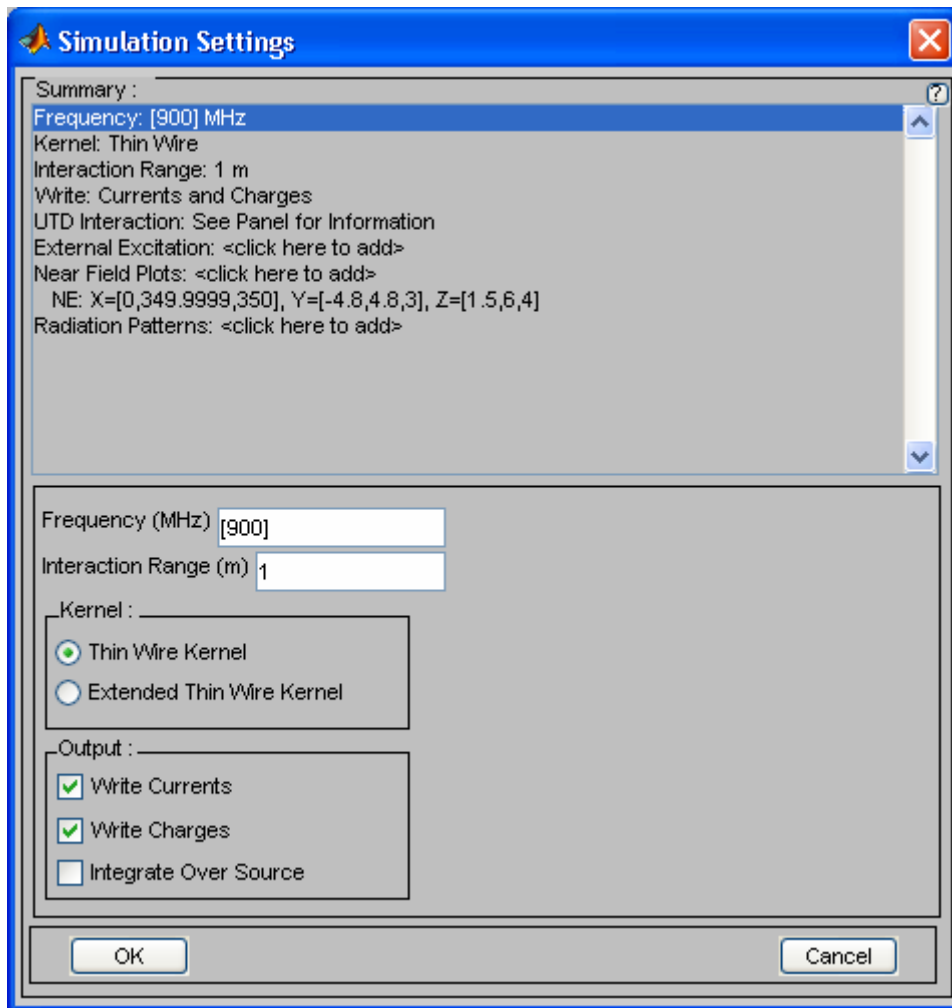 Simulation Settings
Summary :
?
Frequency: [900] MHz
Kernel: Thin Wire
Interaction Range: 1 m
Write: Currents and Charges
UTD Interaction: See Panel for Information
External Excitation: <click here to add>
Near Field Plots: <click here to add>
NE: X=[0,349.9999,350], Y=[-4.8,4.8,3], Z=[1.5,6,4]
Radiation Patterns: <click here to add>
Frequency (MHz) [900]
Interaction Range (m) 1
Kernel :
Thin Wire Kernel
Extended Thin Wire Kernel
Output :
Write Currents
Write Charges
Integrate Over Source
OK Cancel